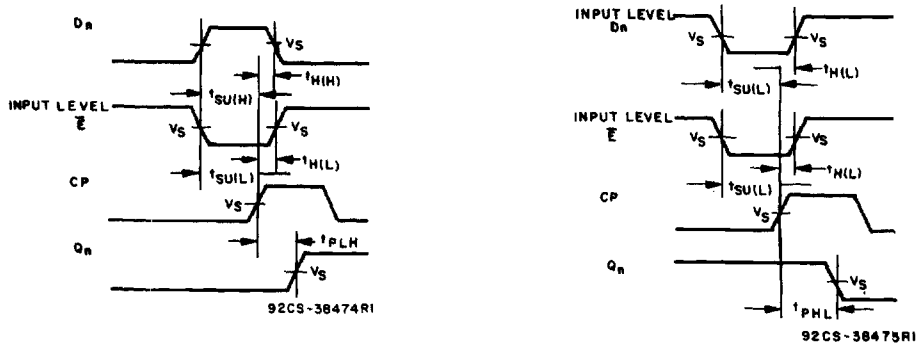 Dn
VS
tH(H)
tSU(H)
INPUT LEVEL
E̅
VS
VS
tH(L)
tSU(L)
CP
VS
tPLH
Qn
VS
92CS-38474R1
INPUT LEVEL
Dn
VS
VS
tH(L)
tSU(L)
INPUT LEVEL
E̅
VS
VS
tH(L)
tSU(L)
CP
VS
Qn
VS
tPHL
92CS-38475R1